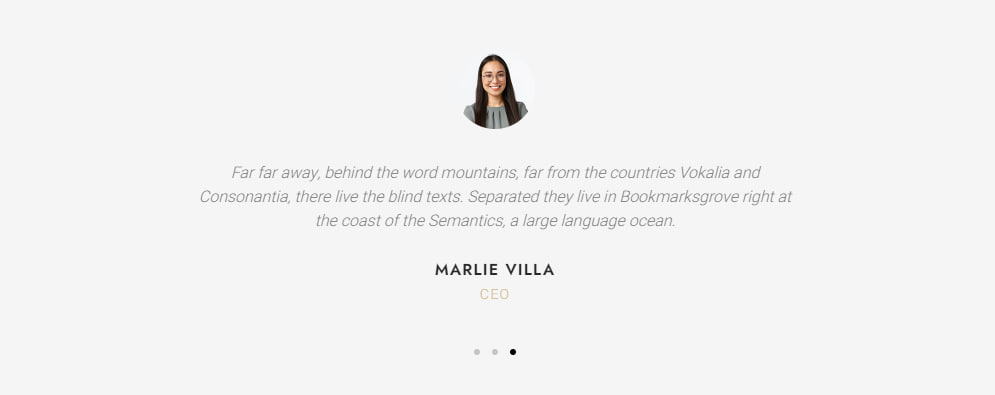 Far far away, behind the word mountains, far from the countries Vokalia and
Consonantia, there live the blind texts. Separated they live in Bookmarksgrove right at
the coast of the Semantics, a large language ocean.
MARLIE VILLA
CEO